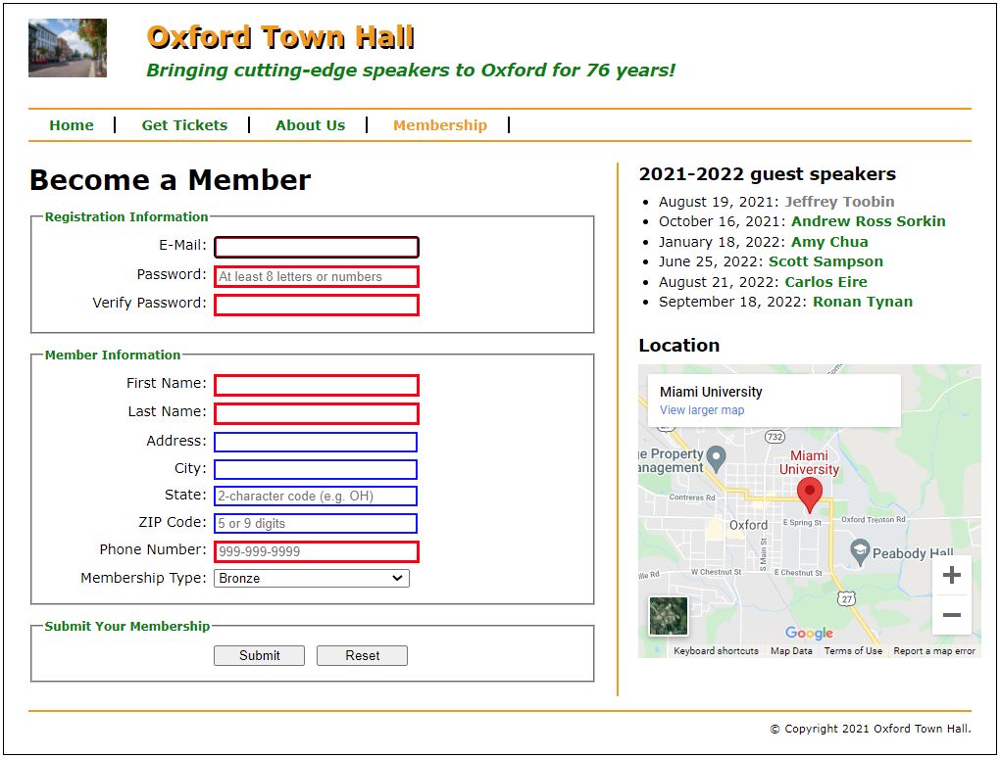 Oxford Town Hall
Bringing cutting-edge speakers to Oxford for 76 years!
Home
Get Tickets
About Us
Membership
Become a Member
Registration Information
E-Mail:
Password: At least 8 letters or numbers
Verify Password:
Member Information
First Name:
Last Name:
Address:
City:
State: 2-character code (e.g. OH)
ZIP Code: 5 or 9 digits
Phone Number: 999-999-9999
Membership Type: Bronze
Submit Your Membership
Submit
Reset
2021-2022 guest speakers
• August 19, 2021: Jeffrey Toobin
• October 16, 2021: Andrew Ross Sorkin
• January 18, 2022: Amy Chua
• June 25, 2022: Scott Sampson
• August 21, 2022: Carlos Eire
• September 18, 2022: Ronan Tynan
Location
Miami University
View larger map
27
732
ge Property
anagement
Miami
University
Contreras Rd
Oxford
E Spring St
Oxford Trenton Rd
S Main St
Peabody Hall
W Chestnut St
E Chestnut St
27
+
−
Google
Keyboard shortcuts
Map Data
Terms of Use
Report a map error
© Copyright 2021 Oxford Town Hall.